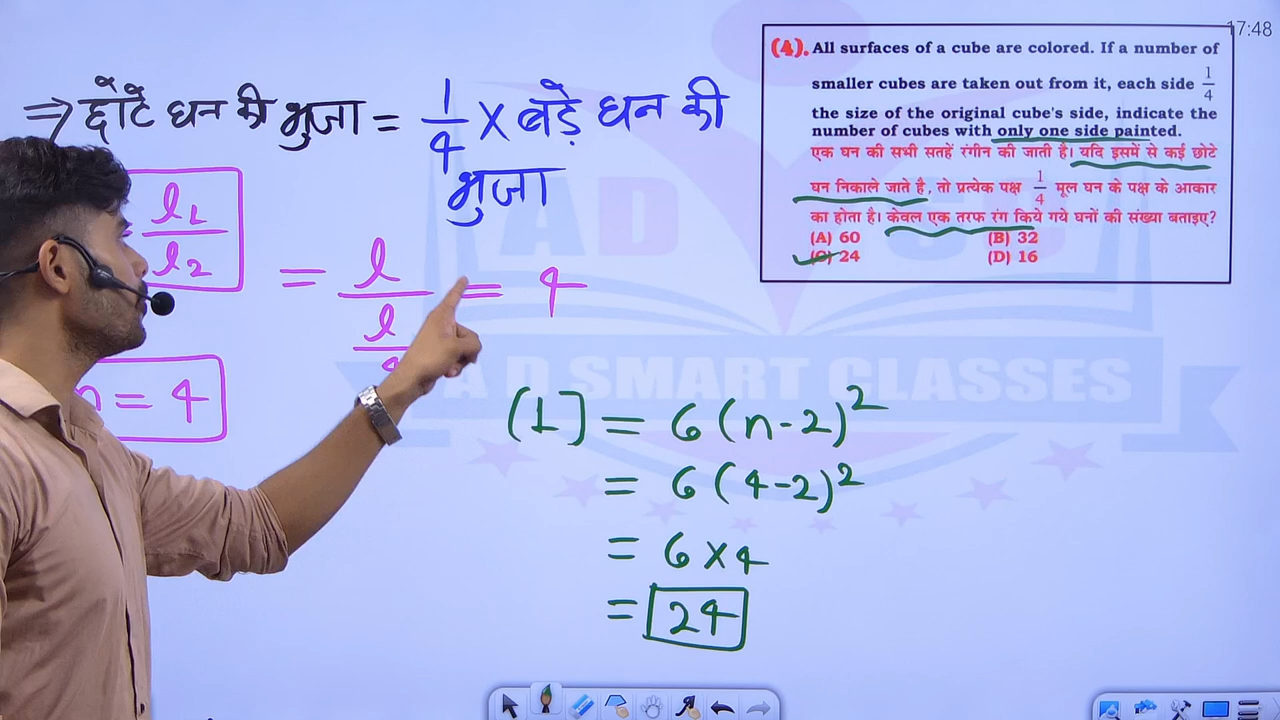 17:48
(4). All surfaces of a cube are colored. If a number of
smaller cubes are taken out from it, each side 1/4
the size of the original cube's side, indicate the
number of cubes with only one side painted.
एक घन की सभी सतहें रंगीन की जाती है। यदि इसमें से कई छोटे
घन निकाले जाते है, तो प्रत्येक पक्ष 1/4 मूल घन के पक्ष के आकार
का होता है। केवल एक तरफ रंग किये गये घनों की संख्या बताइए?
(A) 60 (B) 32
(C) 24 (D) 16
⇒ छोटे घन की भुजा = 1/4 × बड़े घन की
भुजा
l₁/l₂ = l/(l/4) = 4
n = 4
(1] = 6(n-2)²
= 6(4-2)²
= 6×4
= 24
A D SMART CLASSES